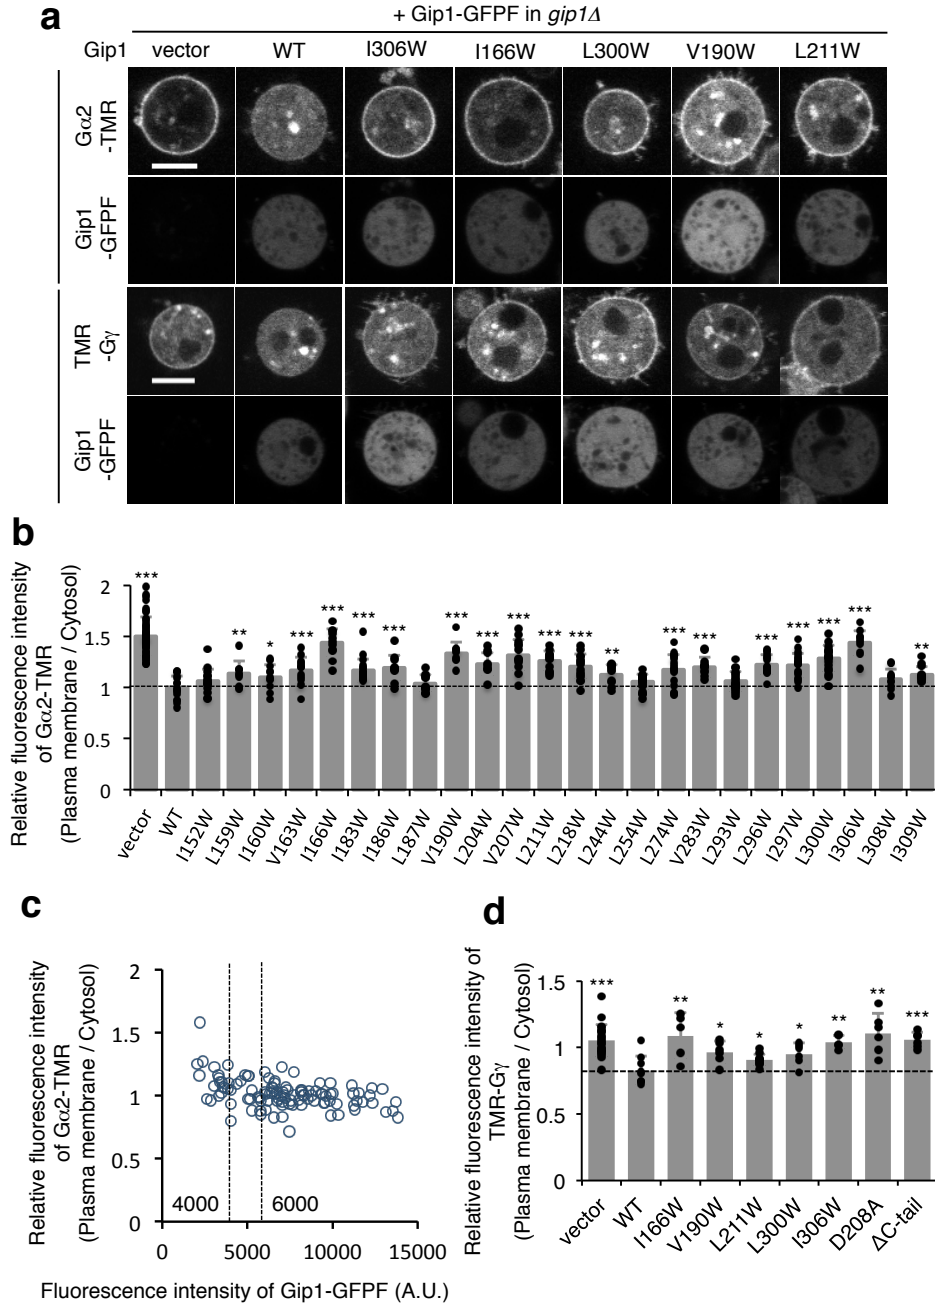 a
+ Gip1-GFPF in gip1Δ
Gip1 vector WT I306W I166W L300W V190W L211W
Gα2
-TMR
Gip1
-GFPF
TMR
-Gγ
Gip1
-GFPF
b
Relative fluorescence intensity
of Gα2-TMR
(Plasma membrane / Cytosol)
2
1.5
1
0.5
0
*** ** * *** *** *** *** *** *** *** *** *** ** *** *** *** *** *** *** **
vector WT I152W L159W I160W V163W I166W I183W I186W L187W V190W L204W V207W L211W L218W L244W L254W L274W V283W L293W L296W I297W L300W I306W L308W I309W
c
Relative fluorescence intensity
of Gα2-TMR
(Plasma membrane / Cytosol)
2
1.5
1
0.5
0
4000 6000
0 5000 10000 15000
Fluorescence intensity of Gip1-GFPF (A.U.)
d
Relative fluorescence intensity of
TMR-Gγ
(Plasma membrane / Cytosol)
1.5
1
0.5
0
*** ** * * * ** ** ***
vector WT I166W V190W L211W L300W I306W D208A ΔC-tail